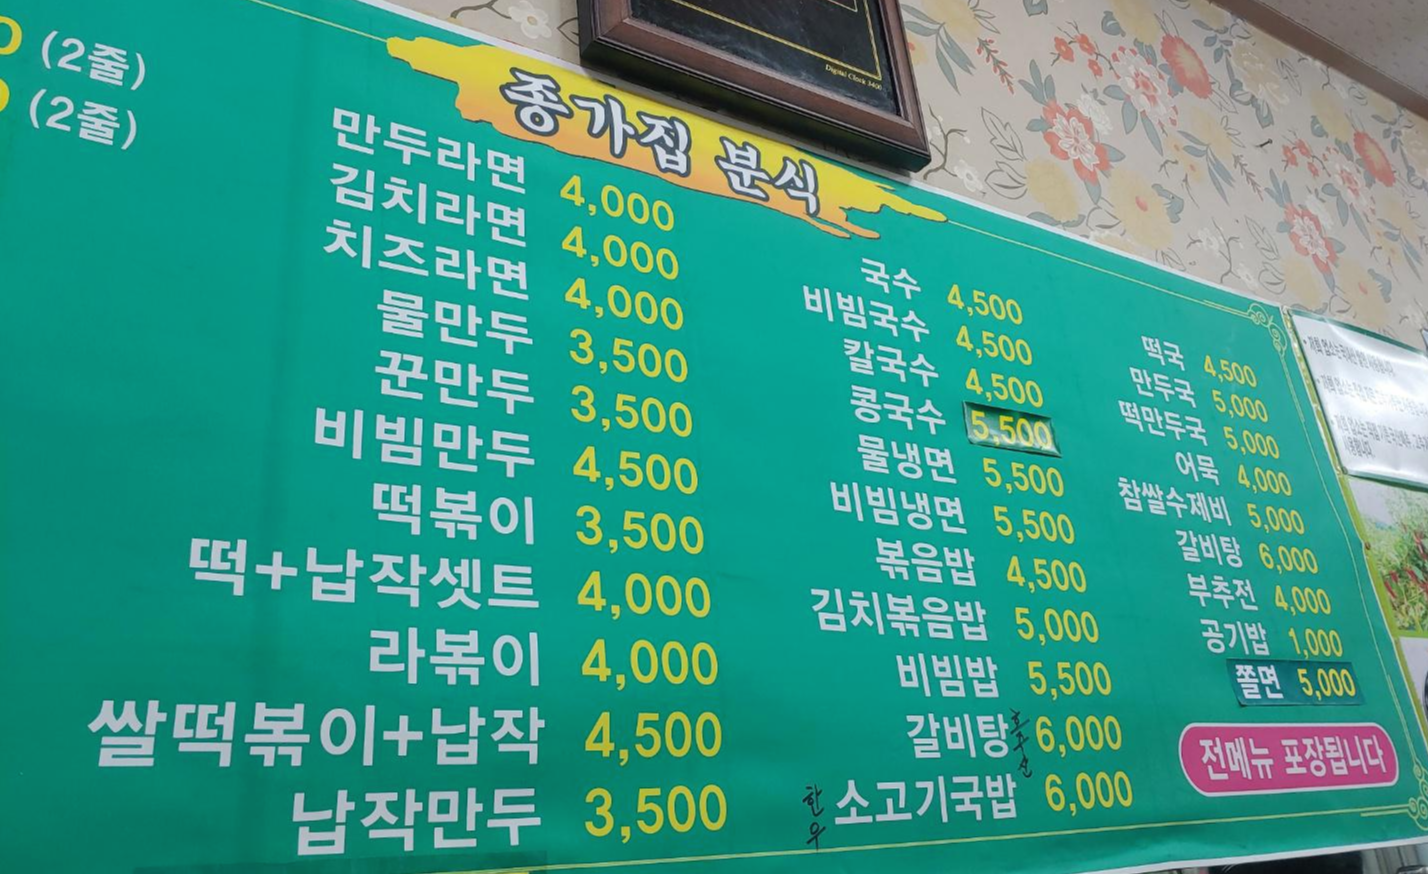 (2줄)
(2줄)
Digital Clock 3400
종가집 분식
만두라면 4,000
김치라면 4,000
치즈라면 4,000
물만두 3,500
꾼만두 3,500
비빔만두 4,500
떡볶이 3,500
떡+납작셋트 4,000
라볶이 4,000
쌀떡볶이+납작 4,500
납작만두 3,500
국수 4,500
비빔국수 4,500
칼국수 4,500
콩국수 5,500
물냉면 5,500
비빔냉면 5,500
볶음밥 4,500
김치볶음밥 5,000
비빔밥 5,500
갈비탕 호주산 6,000
한우 소고기국밥 6,000
떡국 4,500
만두국 5,000
떡만두국 5,000
어묵 4,000
참쌀수제비 5,000
갈비탕 6,000
부추전 4,000
공기밥 1,000
쫄면 5,000
전메뉴 포장됩니다